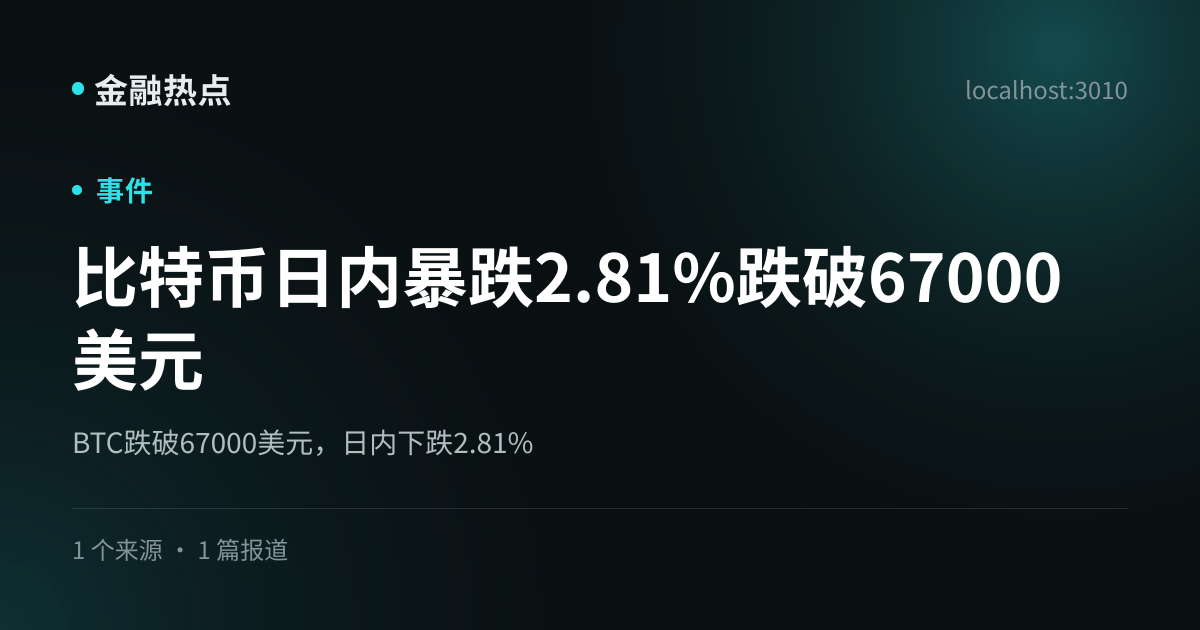 金融热点
localhost:3010
事件
比特币日内暴跌2.81%跌破67000
美元
BTC跌破67000美元，日内下跌2.81%
1 个来源 · 1 篇报道